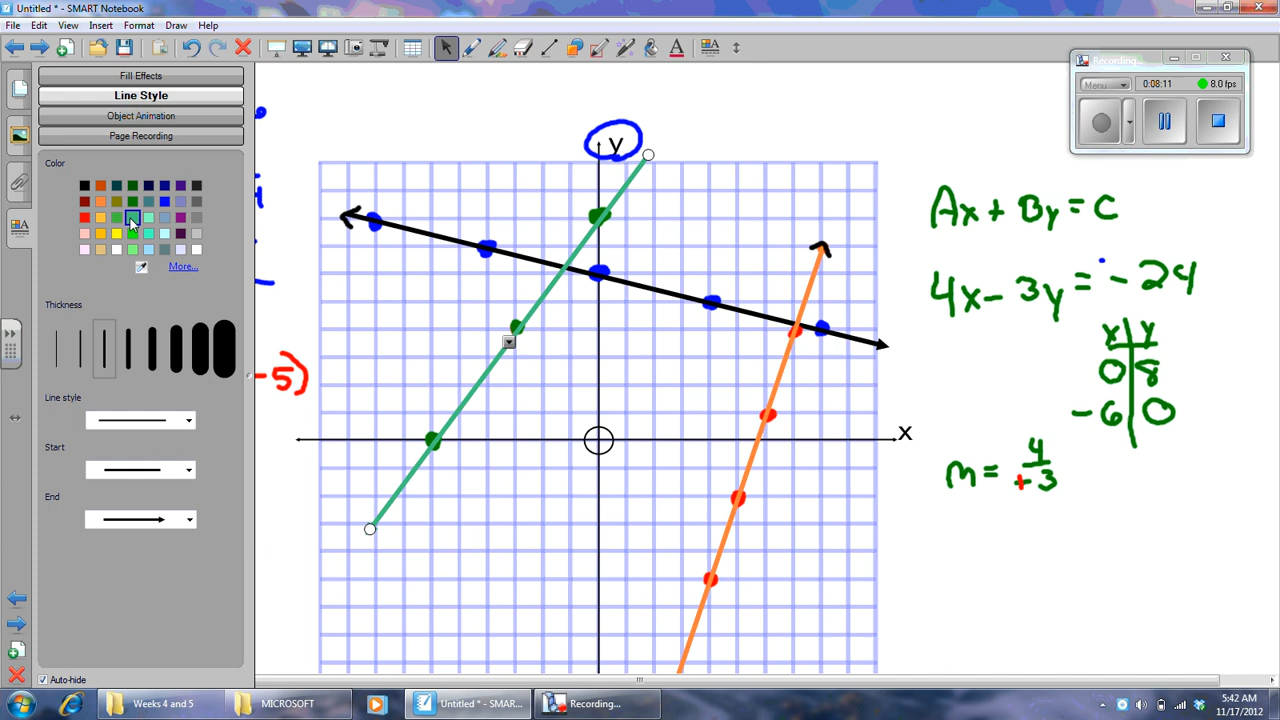 Untitled * - SMART Notebook
File Edit View Insert Format Draw Help
Fill Effects
Line Style
Object Animation
Page Recording
Color
More...
Thickness
Line style
Start
End
Auto-hide
Recording...
Menu
0:08:11
8.0 fps
y
x
-5)
Ax + By = C
4x - 3y = -24
x y
0 8
-6 0
m = 4
+-3
Weeks 4 and 5
MICROSOFT
Untitled * - SMAR...
Recording...
5:42 AM
11/17/2012